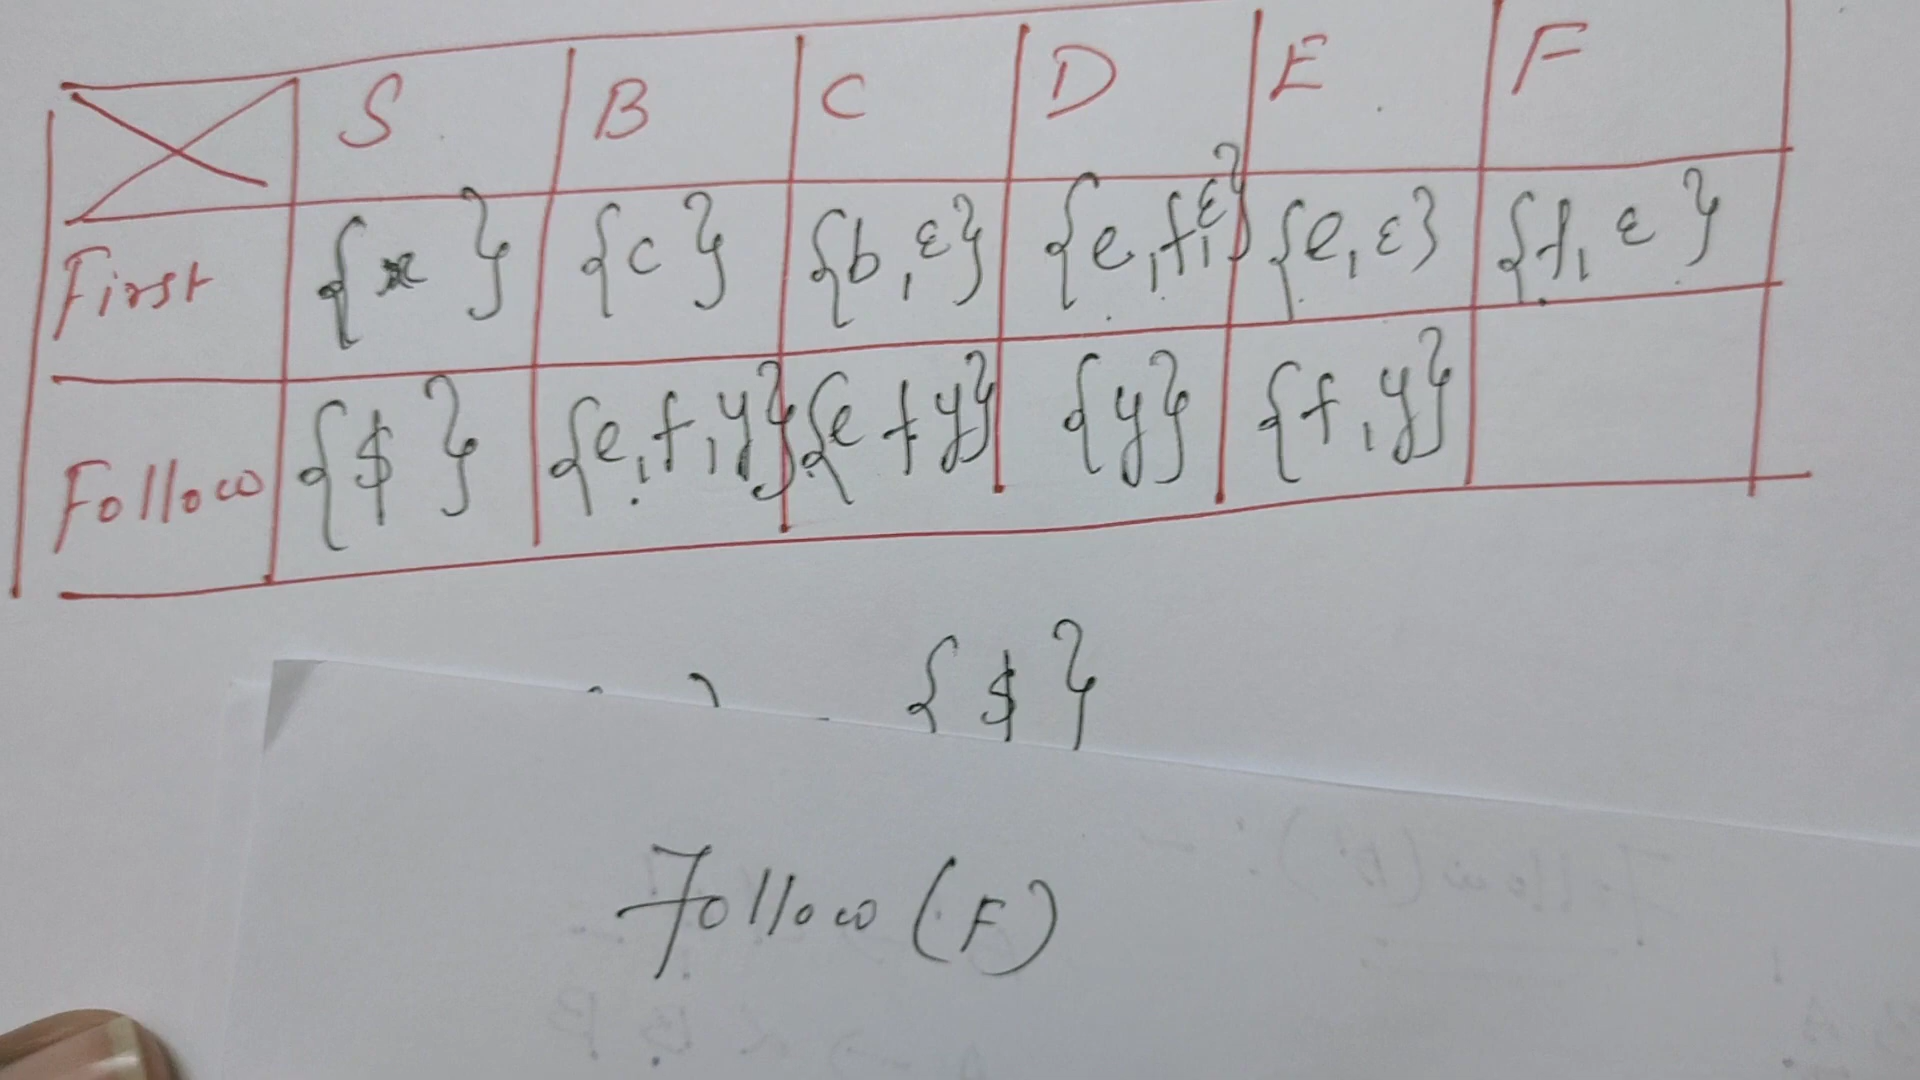 S B C D E F
First {x} {c} {b, ε} {e, f, ε} {e, ε} {f, ε}
Follow {$} {e, f, y} {e f y} {y} {f, y}
{$}
Follow (F)